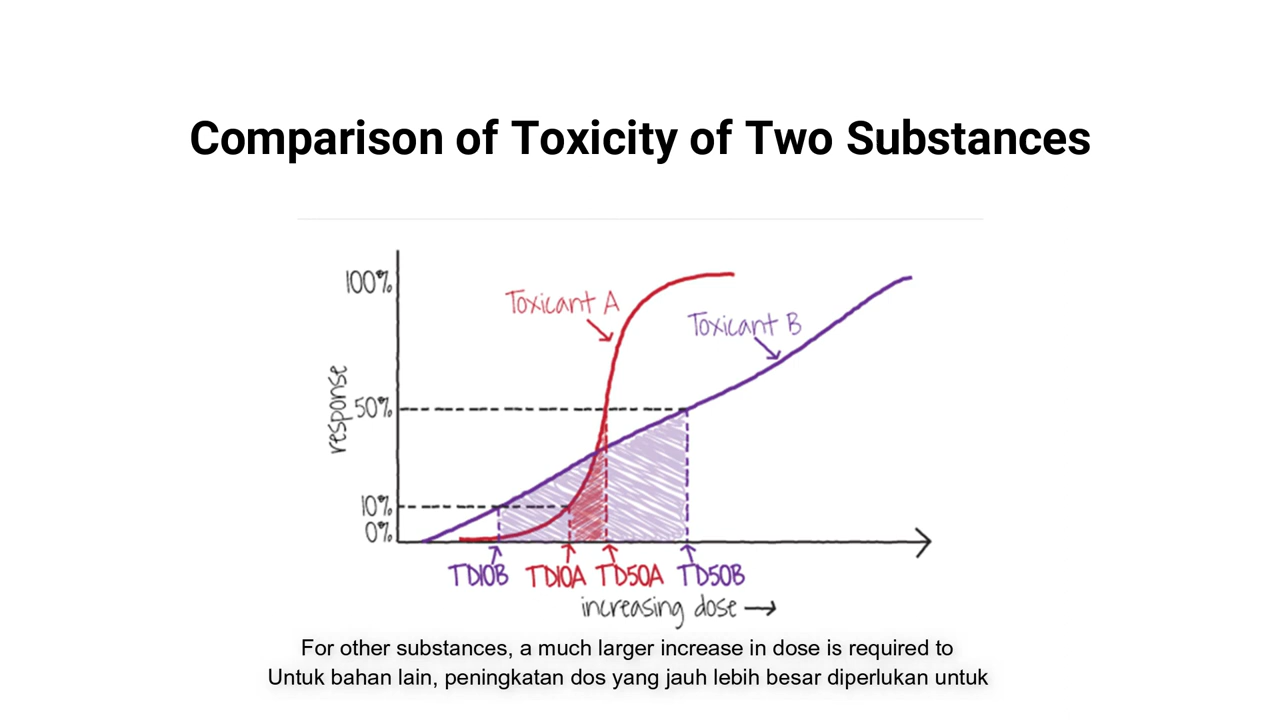 Comparison of Toxicity of Two Substances
100%
Toxicant A
Toxicant B
response
50%
10%
0%
TD10B TD10A TD50A TD50B
increasing dose
For other substances, a much larger increase in dose is required to
Untuk bahan lain, peningkatan dos yang jauh lebih besar diperlukan untuk